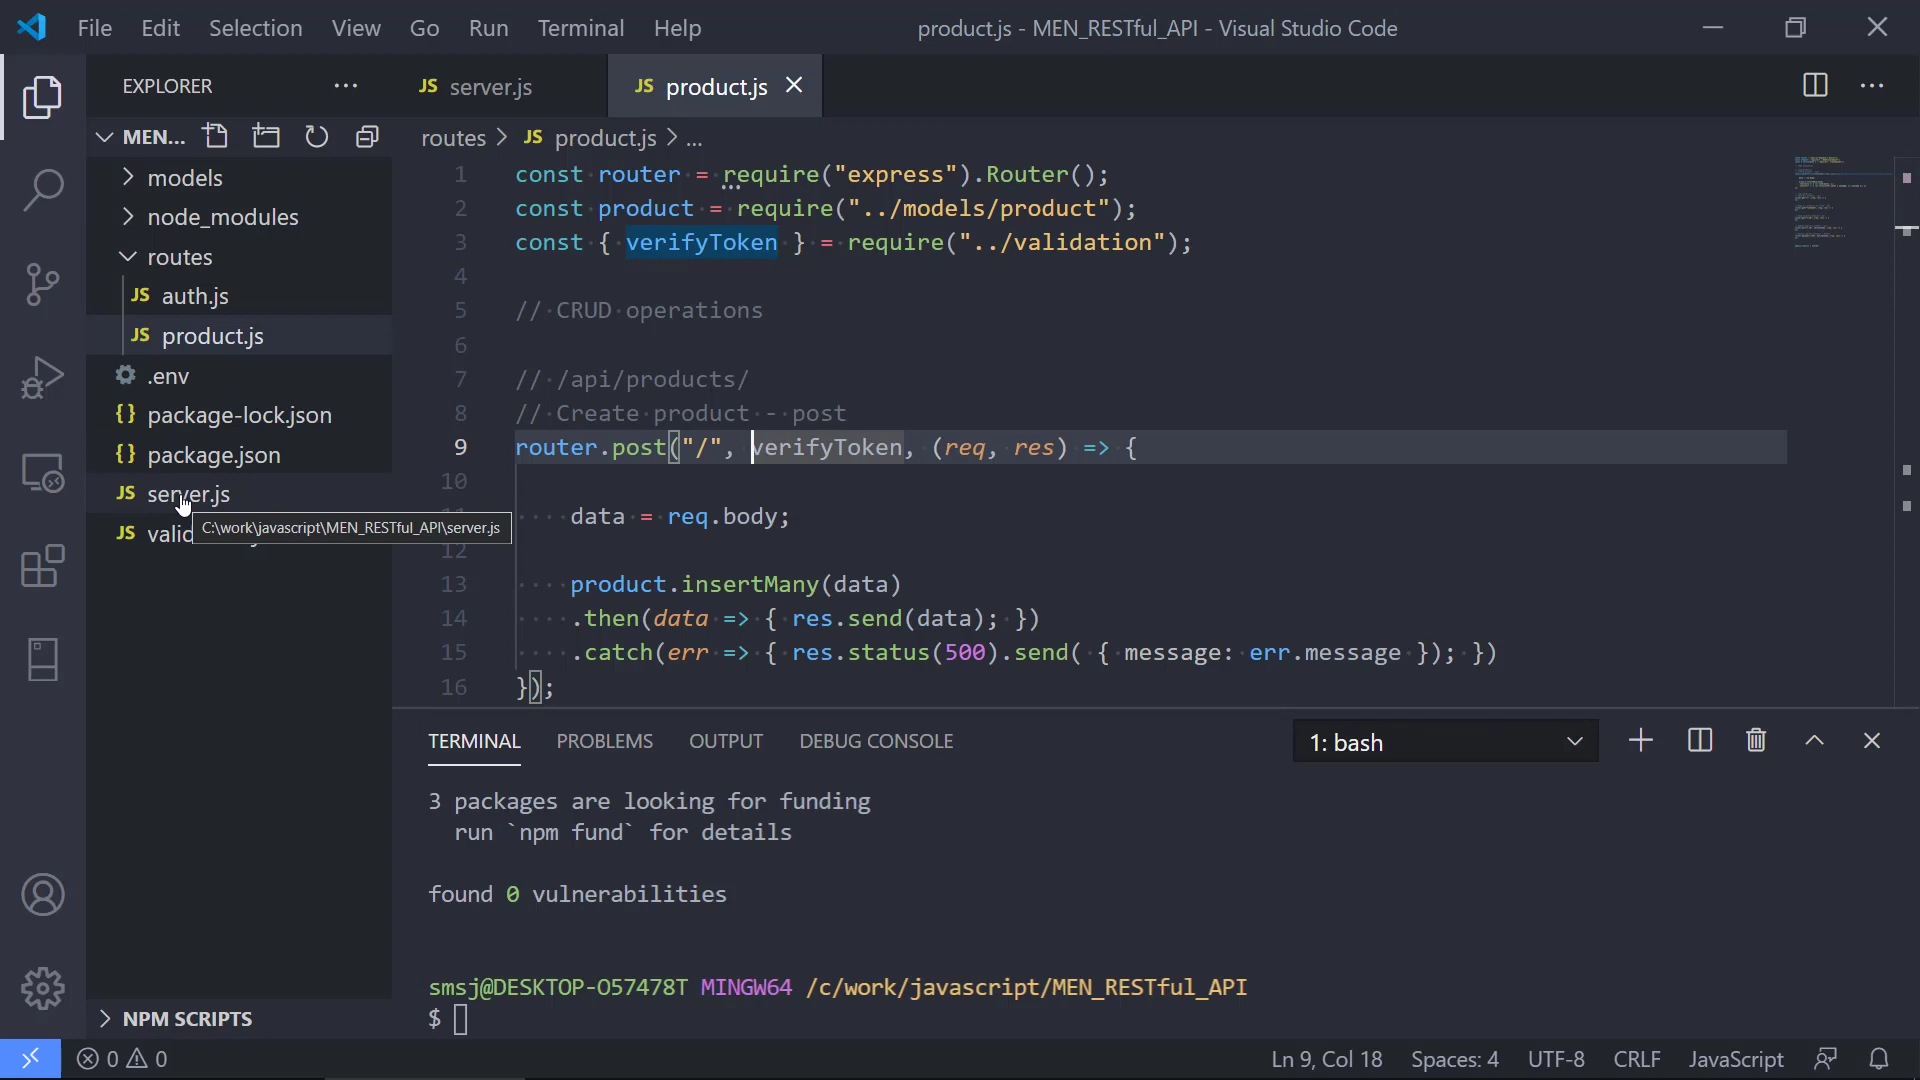 File Edit Selection View Go Run Terminal Help
product.js - MEN_RESTful_API - Visual Studio Code
EXPLORER
JS server.js
JS product.js
MEN...
routes > JS product.js > ...
models
node_modules
routes
JS auth.js
JS product.js
.env
{} package-lock.json
{} package.json
JS server.js
JS valid
C:\work\javascript\MEN_RESTful_API\server.js
1 const router = require("express").Router();
2 const product = require("../models/product");
3 const { verifyToken } = require("../validation");
4
5 // CRUD operations
6
7 // /api/products/
8 // Create product - post
9 router.post("/", verifyToken, (req, res) => {
10
data = req.body;
12
13 product.insertMany(data)
14 .then(data => { res.send(data); })
15 .catch(err => { res.status(500).send( { message: err.message }); })
16 });
NPM SCRIPTS
TERMINAL PROBLEMS OUTPUT DEBUG CONSOLE
1: bash
3 packages are looking for funding
run `npm fund` for details
found 0 vulnerabilities
smsj@DESKTOP-O57478T MINGW64 /c/work/javascript/MEN_RESTful_API
$
0 0
Ln 9, Col 18 Spaces: 4 UTF-8 CRLF JavaScript